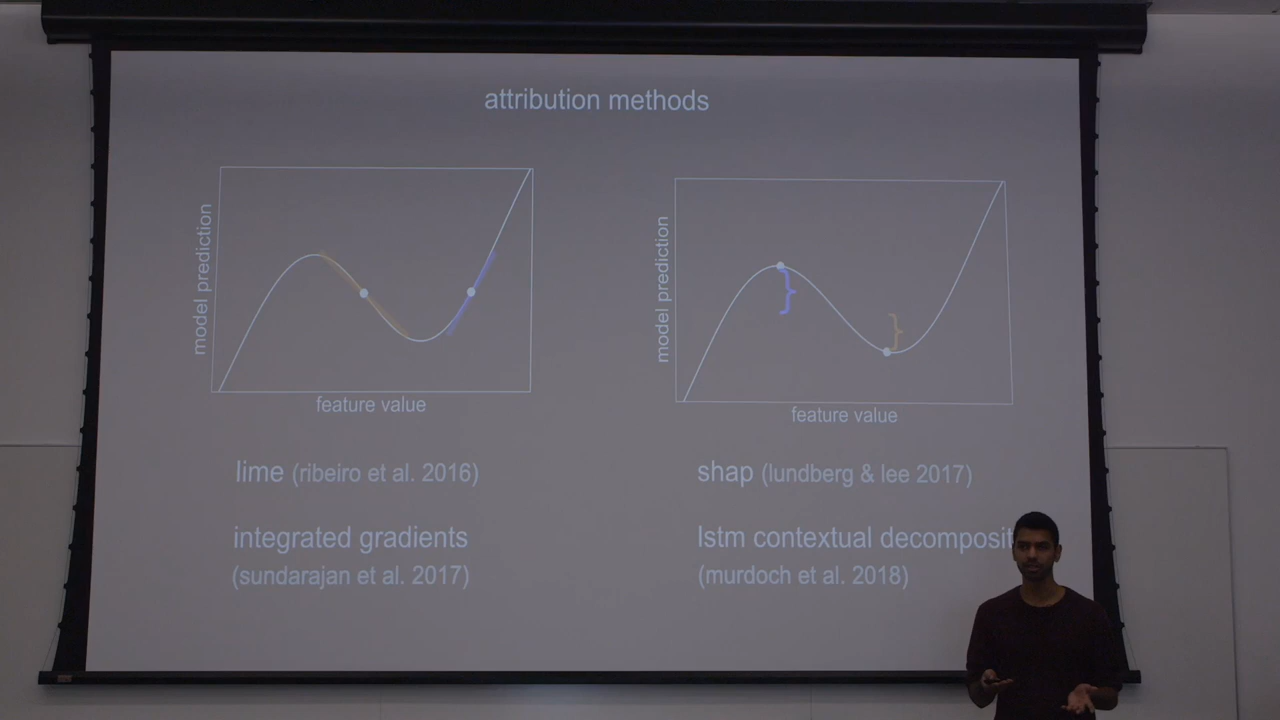 attribution methods
model prediction
feature value
model prediction
feature value
lime (ribeiro et al. 2016)
integrated gradients
(sundarajan et al. 2017)
shap (lundberg & lee 2017)
lstm contextual decomposit
(murdoch et al. 2018)